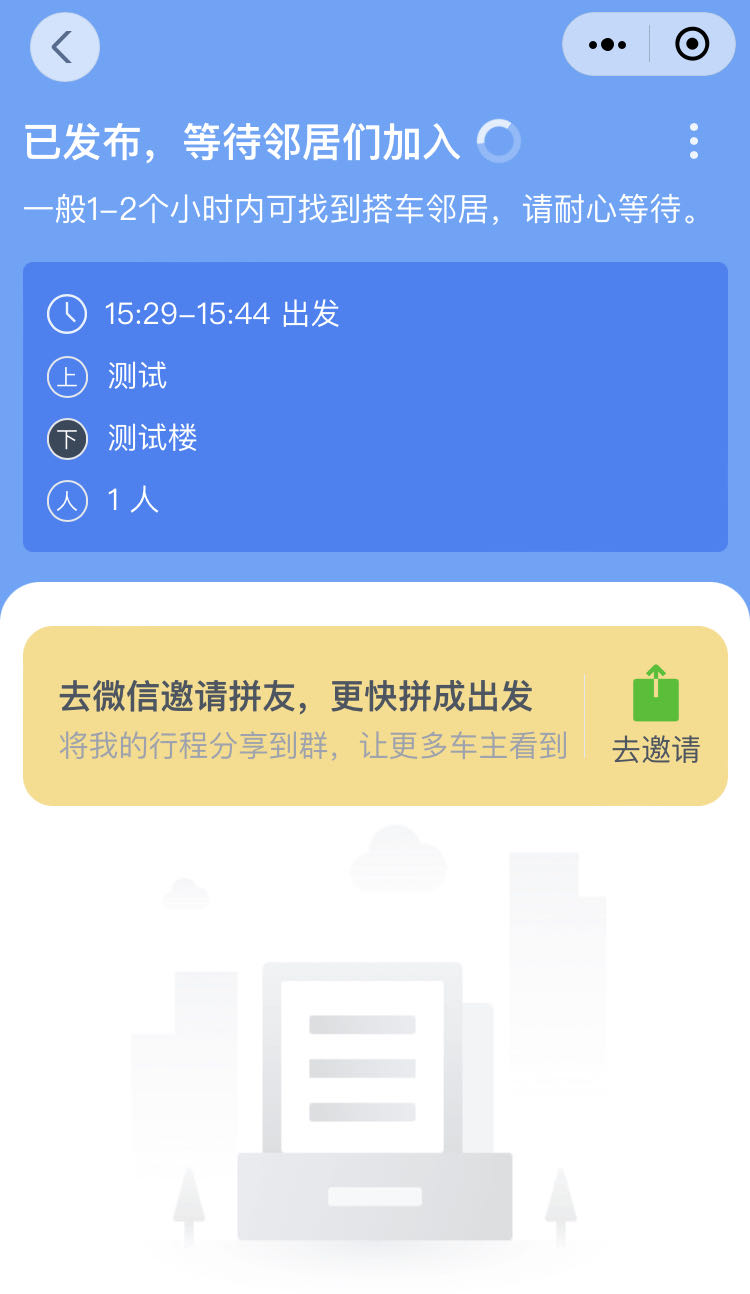 已发布，等待邻居们加入
一般1-2个小时内可找到搭车邻居，请耐心等待。
15:29-15:44 出发
上 测试
下 测试楼
人 1 人
去微信邀请拼友，更快拼成出发
将我的行程分享到群，让更多车主看到
去邀请